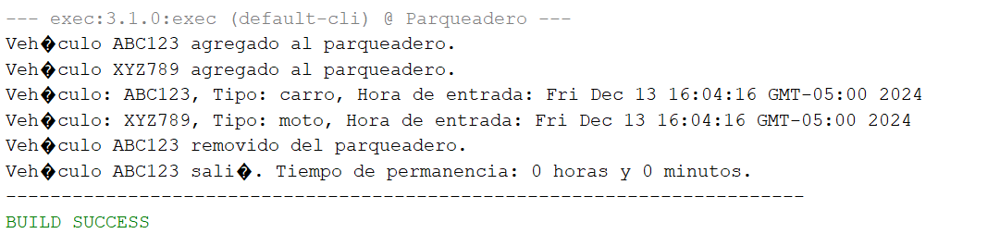 --- exec:3.1.0:exec (default-cli) @ Parqueadero ---
Veh�culo ABC123 agregado al parqueadero.
Veh�culo XYZ789 agregado al parqueadero.
Veh�culo: ABC123, Tipo: carro, Hora de entrada: Fri Dec 13 16:04:16 GMT-05:00 2024
Veh�culo: XYZ789, Tipo: moto, Hora de entrada: Fri Dec 13 16:04:16 GMT-05:00 2024
Veh�culo ABC123 removido del parqueadero.
Veh�culo ABC123 sali�. Tiempo de permanencia: 0 horas y 0 minutos.
------------------------------------------------------------------------
BUILD SUCCESS